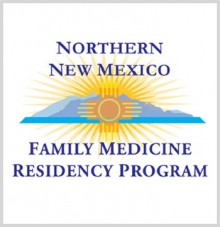 NORTHERN
NEW MEXICO
FAMILY MEDICINE
RESIDENCY PROGRAM